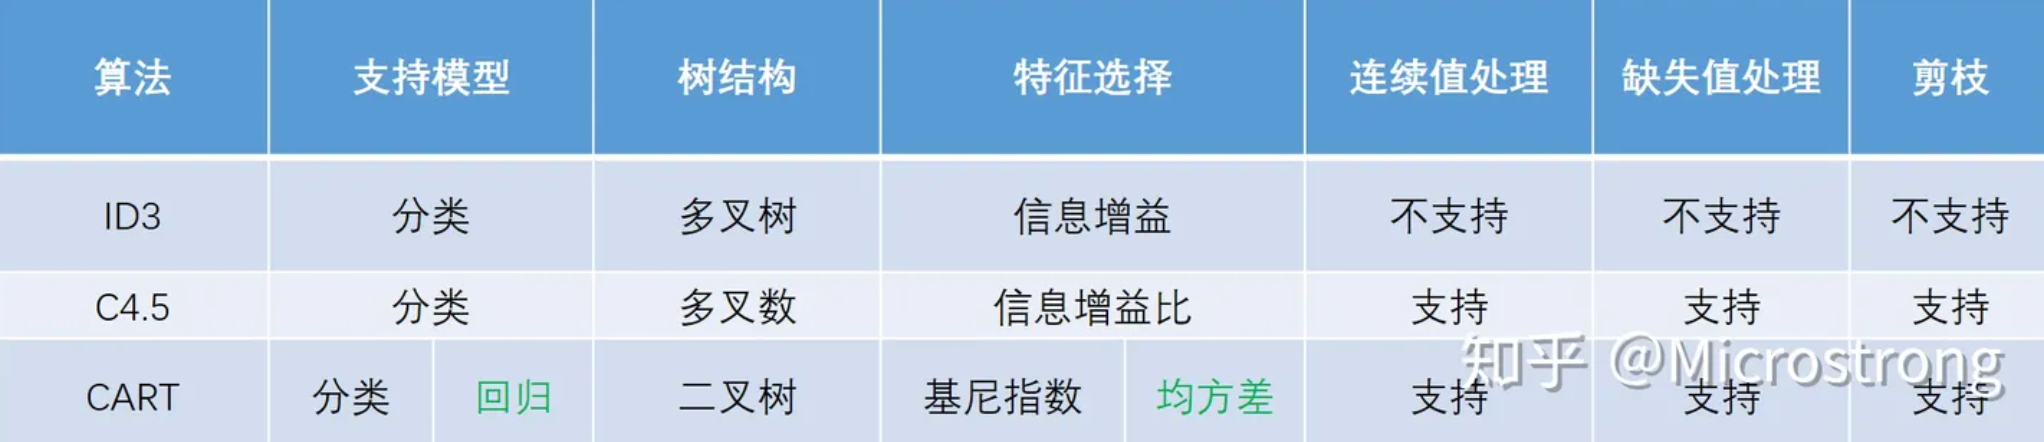 算法 支持模型 树结构 特征选择 连续值处理 缺失值处理 剪枝
ID3 分类 多叉树 信息增益 不支持 不支持 不支持
C4.5 分类 多叉数 信息增益比 支持 支持 支持
CART 分类 回归 二叉树 基尼指数 均方差 支持 支持 支持
知乎 @Microstrong